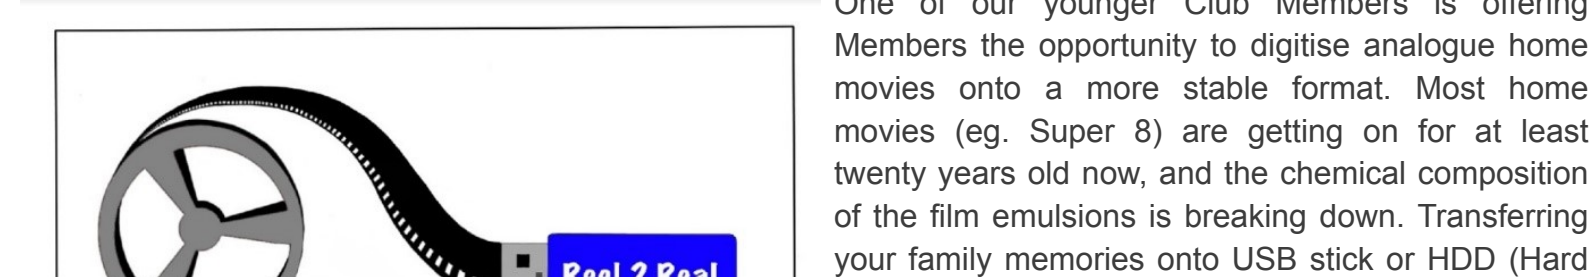 One of our younger Club Members is offering
Members the opportunity to digitise analogue home
movies onto a more stable format. Most home
movies (eg. Super 8) are getting on for at least
twenty years old now, and the chemical composition
of the film emulsions is breaking down. Transferring
your family memories onto USB stick or HDD (Hard
Reel 2 Real